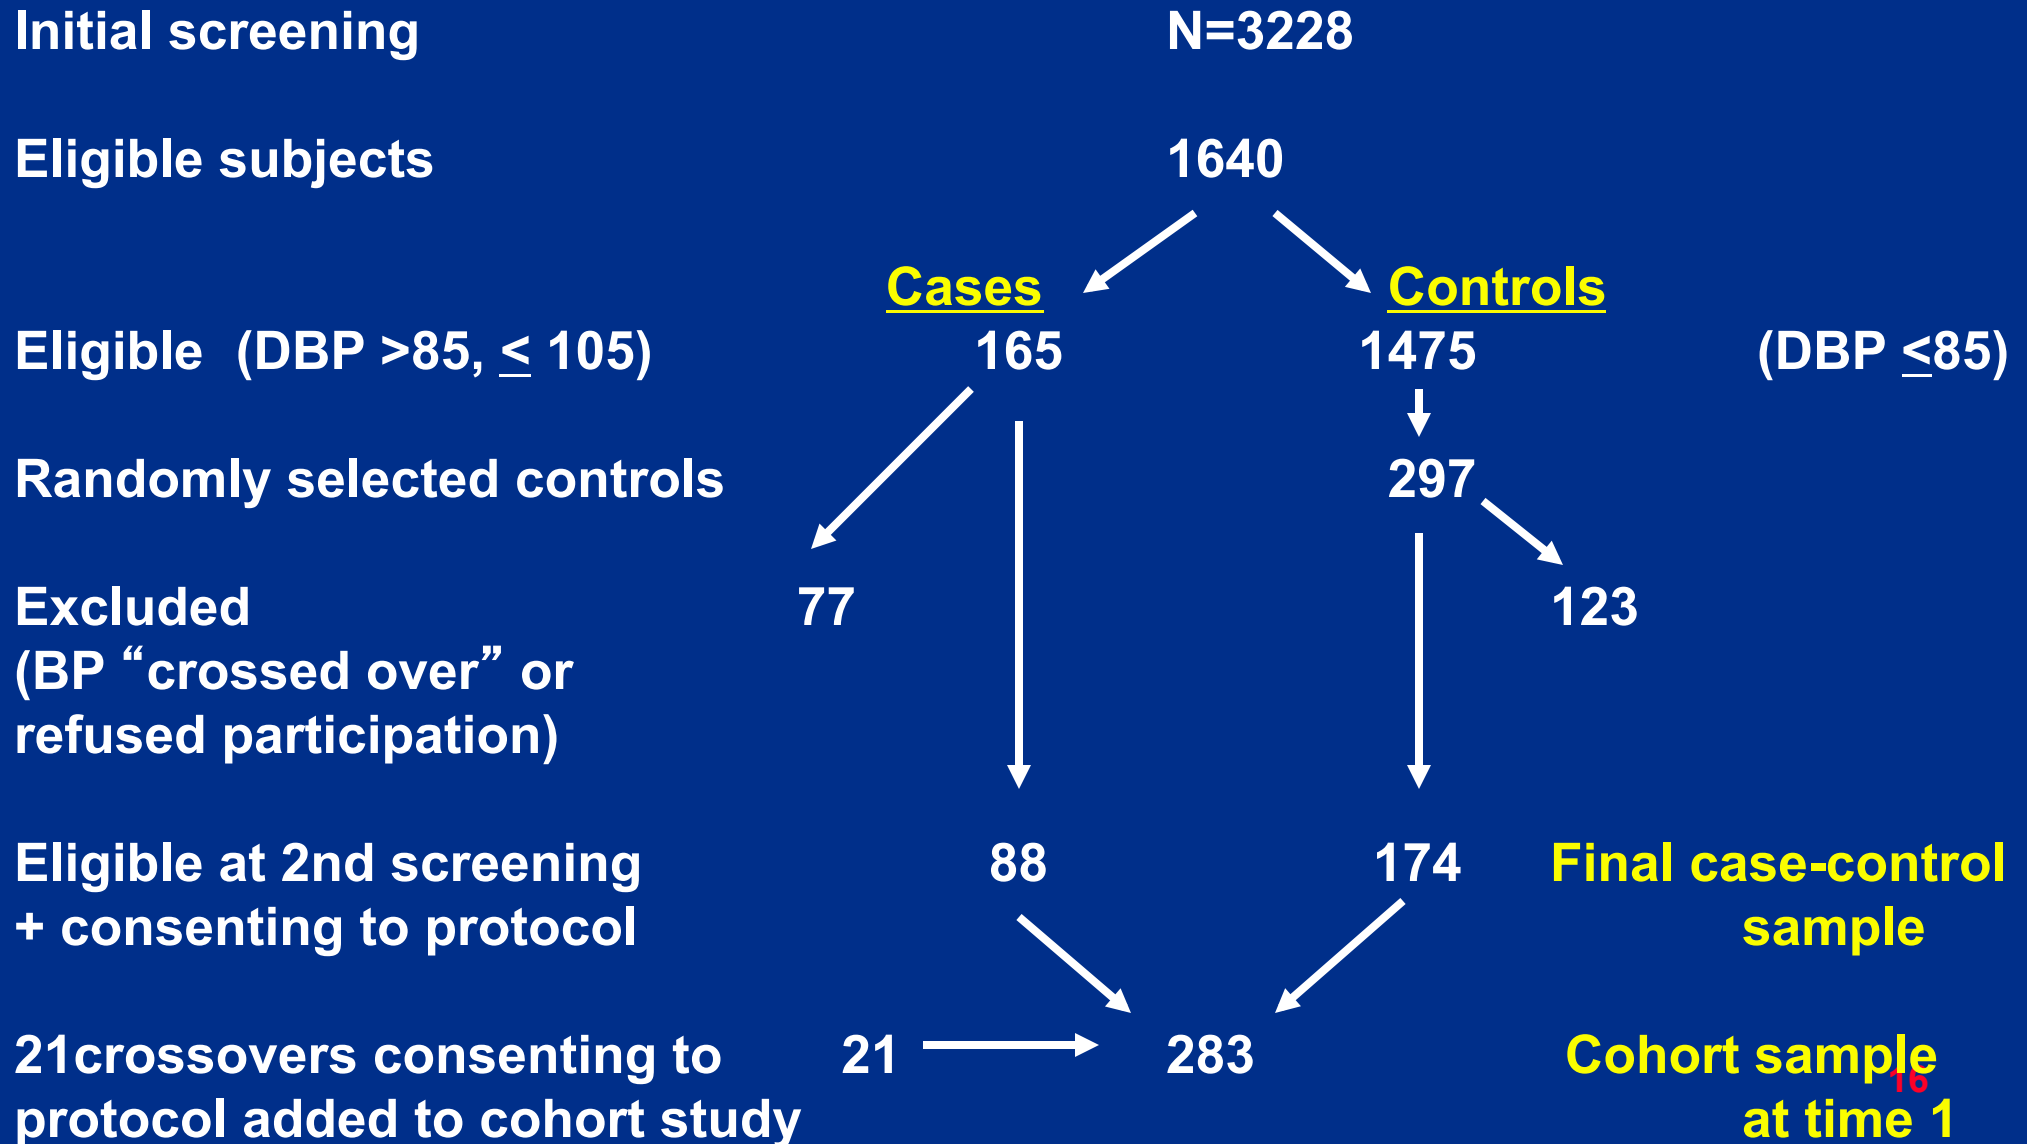 Initial screening N=3228
Eligible subjects 1640
Cases Controls
Eligible (DBP >85, ≤ 105) 165 1475 (DBP ≤85)
Randomly selected controls 297
Excluded 77 123
(BP “crossed over” or
refused participation)
Eligible at 2nd screening 88 174 Final case-control
+ consenting to protocol sample
21crossovers consenting to 21 283 Cohort sample
16
protocol added to cohort study at time 1